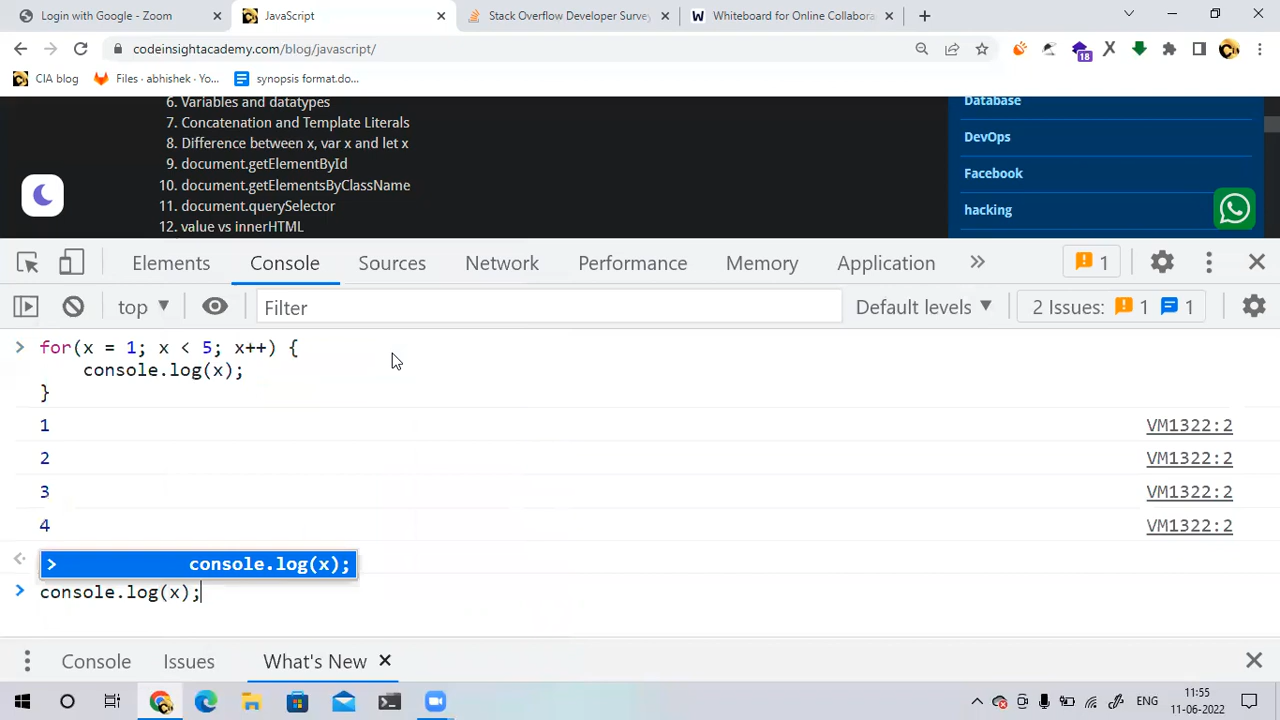 Login with Google - Zoom
JavaScript
Stack Overflow Developer Surve
W Whiteboard for Online Collabora
codeinsightacademy.com/blog/javascript/
18
CIA blog
Files · abhishek · Yo...
synopsis format.do...
6. Variables and datatypes
7. Concatenation and Template Literals
8. Difference between x, var x and let x
9. document.getElementById
10. document.getElementsByClassName
11. document.querySelector
12. value vs innerHTML
Database
DevOps
Facebook
hacking
Elements Console Sources Network Performance Memory Application » 1
top Filter Default levels 2 Issues: 1 1
> for(x = 1; x < 5; x++) {
console.log(x);
}
1 VM1322:2
2 VM1322:2
3 VM1322:2
4 VM1322:2
> console.log(x);
> console.log(x);
Console Issues What's New
ENG
11:55
11-06-2022